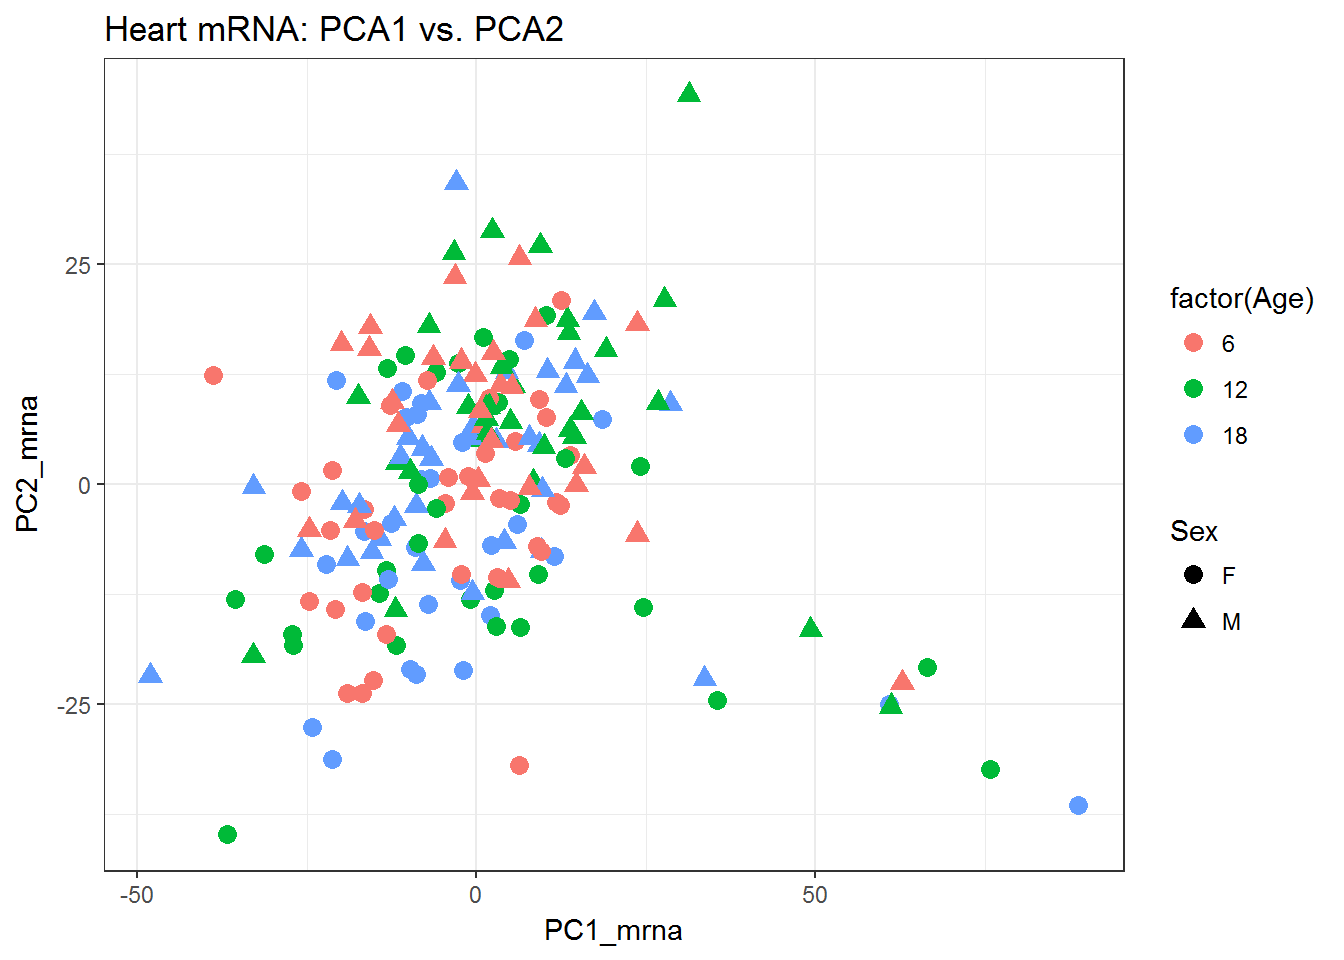 Heart mRNA: PCA1 vs. PCA2
PC2_mrna
25
0
-25
-50
0
50
PC1_mrna
factor(Age)
6
12
18
Sex
F
M